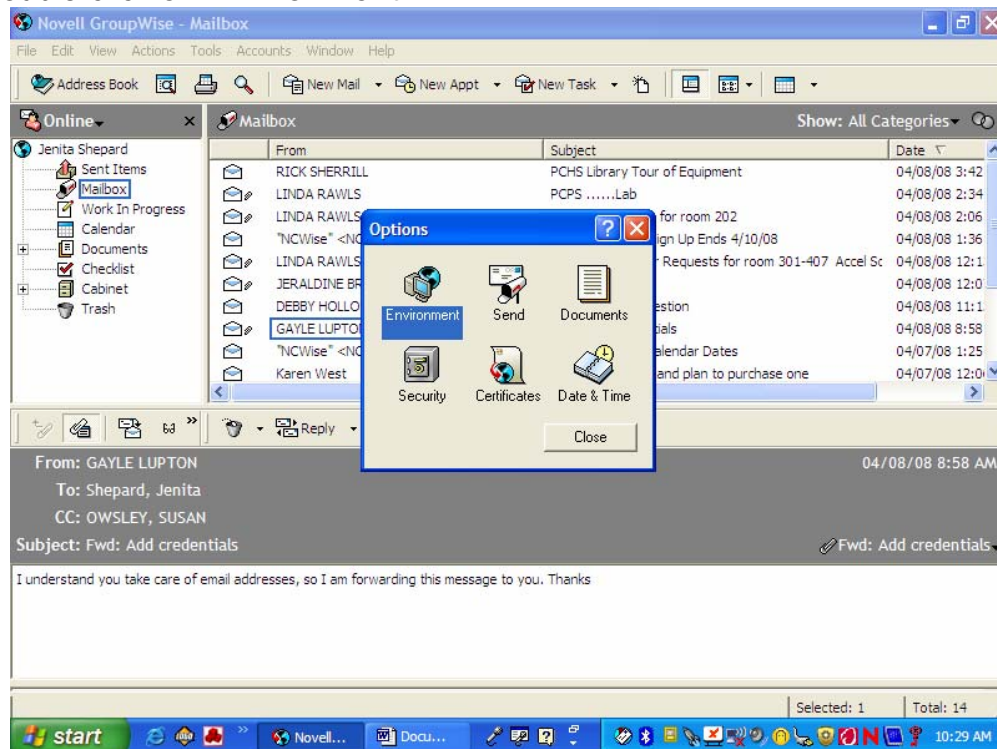 Novell GroupWise - Mailbox
File Edit View Actions Tools Accounts Window Help
Address Book New Mail New Appt New Task
Online Mailbox Show: All Categories
Jenita Shepard
Sent Items
Mailbox
Work In Progress
Calendar
Documents
Checklist
Cabinet
Trash
From Subject Date
RICK SHERRILL PCHS Library Tour of Equipment 04/08/08 3:42
LINDA RAWLS PCPS ......Lab 04/08/08 2:34
LINDA RAWLS for room 202 04/08/08 2:06
"NCWise" <NC ign Up Ends 4/10/08 04/08/08 1:36
LINDA RAWLS Requests for room 301-407 Accel Sc 04/08/08 12:1
JERALDINE BR 04/08/08 12:0
DEBBY HOLLO estion 04/08/08 11:1
GAYLE LUPTO ials 04/08/08 8:58
"NCWise" <NC alendar Dates 04/07/08 1:25
Karen West and plan to purchase one 04/07/08 12:0
Options
Environment Send Documents
Security Certificates Date & Time
Close
Reply
From: GAYLE LUPTON 04/08/08 8:58 AM
To: Shepard, Jenita
CC: OWSLEY, SUSAN
Subject: Fwd: Add credentials Fwd: Add credentials
I understand you take care of email addresses, so I am forwarding this message to you. Thanks
Selected: 1 Total: 14
start Novell... Docu... 10:29 AM